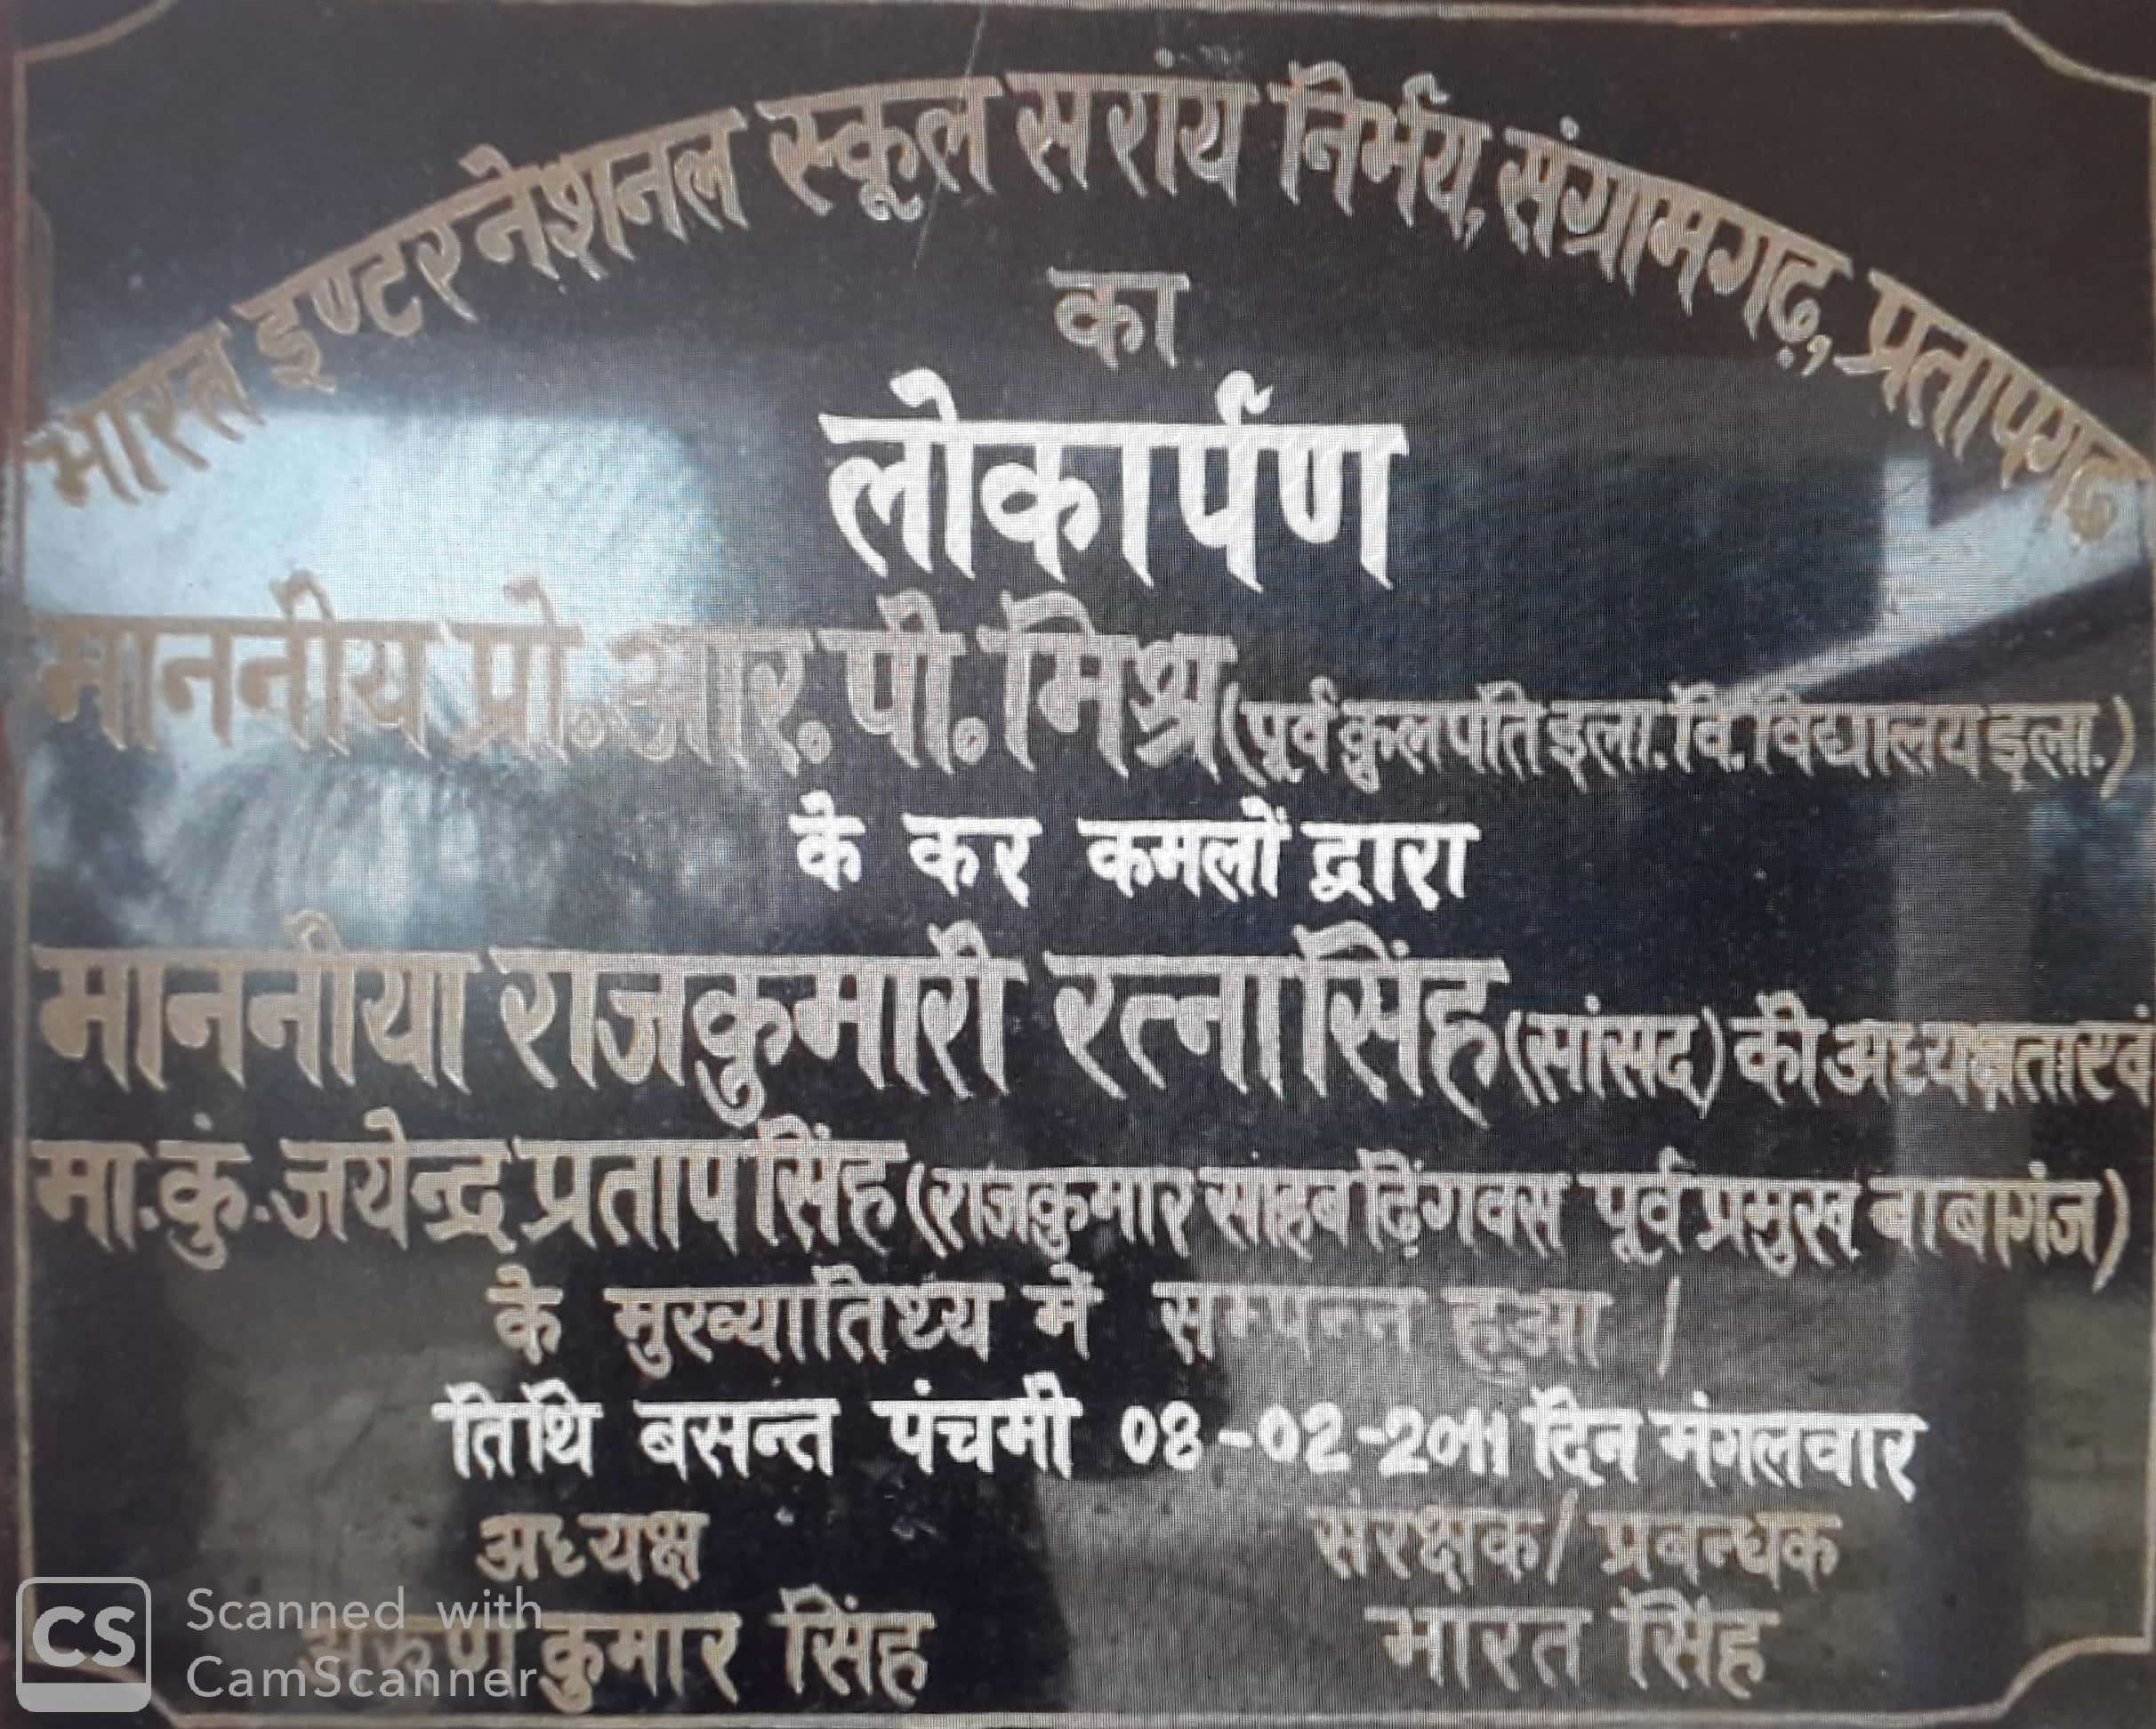 भारत इण्टरनेशनल स्कूल सरांय निर्मय, संग्रामगढ़, प्रतापगढ़
का
लोकार्पण
माननीय प्रो. आर. पी. मिश्र (पूर्व कुलपति इला. वि. विद्यालय इला.)
के कर कमलों द्वारा
माननीया राजकुमारी रत्ना सिंह (सांसद) की अध्यक्षता एवं
मा. कुं. जयेन्द्र प्रताप सिंह (राजकुमार साहब ढ़िंगवस पूर्व प्रमुख बाबागंज)
के मुख्यातिथ्य में सम्पन्न हुआ ।
तिथि बसन्त पंचमी 08-02-2011 दिन मंगलवार
अध्यक्ष संरक्षक/ प्रबन्धक
अरुण कुमार सिंह भारत सिंह
CS Scanned with
CamScanner